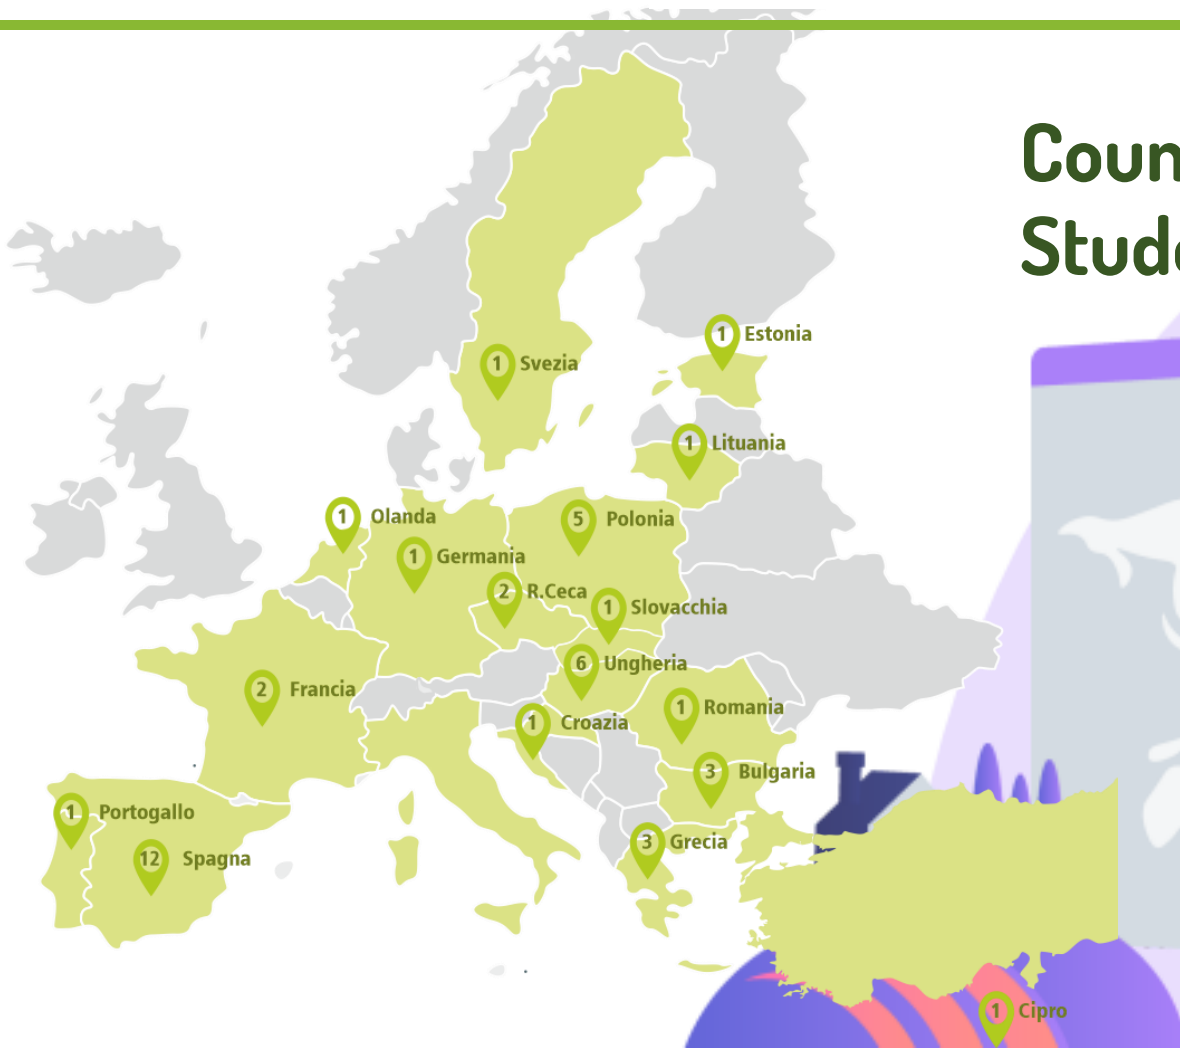 Coun
Stude
1 Estonia
1 Svezia
1 Lituania
1 Olanda
5 Polonia
1 Germania
2 R.Ceca
1 Slovacchia
6 Ungheria
2 Francia
1 Romania
1 Croazia
3 Bulgaria
1 Portogallo
3 Grecia
12 Spagna
1 Cipro